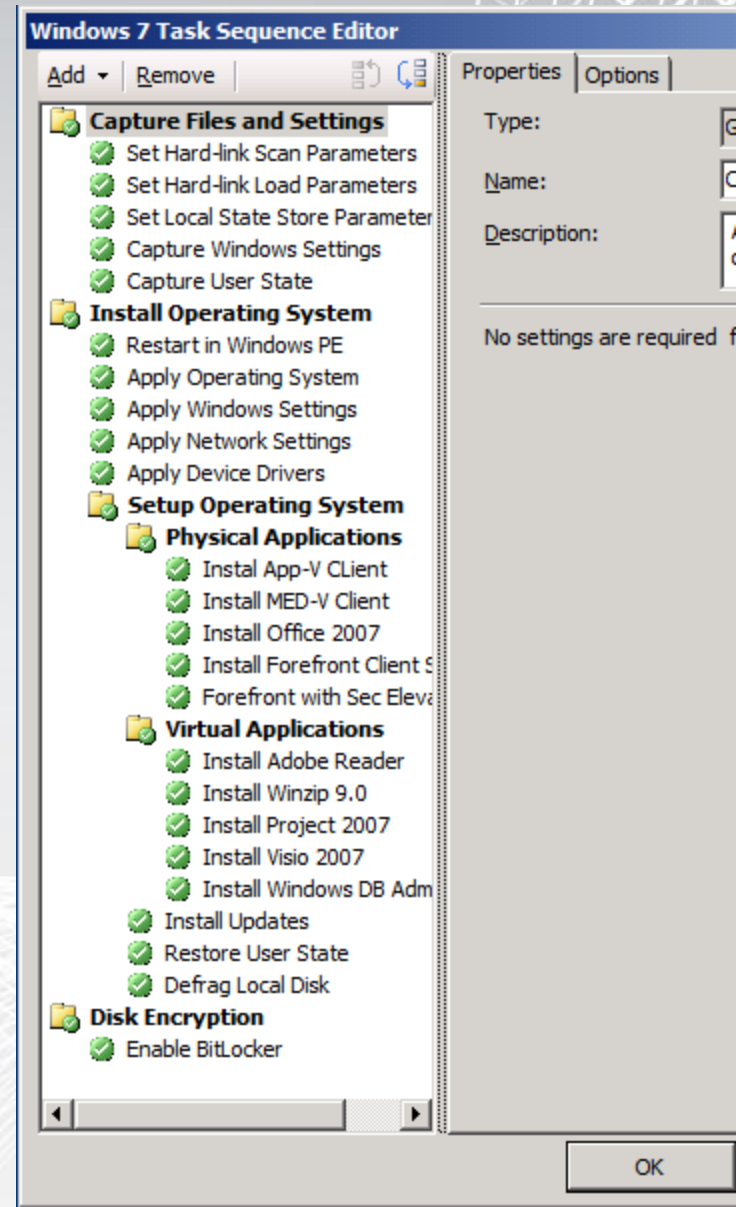 Windows 7 Task Sequence Editor
Add Remove
Capture Files and Settings
Set Hard-link Scan Parameters
Set Hard-link Load Parameters
Set Local State Store Parameter
Capture Windows Settings
Capture User State
Install Operating System
Restart in Windows PE
Apply Operating System
Apply Windows Settings
Apply Network Settings
Apply Device Drivers
Setup Operating System
Physical Applications
Instal App-V CLient
Install MED-V Client
Install Office 2007
Install Forefront Client S
Forefront with Sec Eleva
Virtual Applications
Install Adobe Reader
Install Winzip 9.0
Install Project 2007
Install Visio 2007
Install Windows DB Adm
Install Updates
Restore User State
Defrag Local Disk
Disk Encryption
Enable BitLocker
Properties Options
Type:
Name:
Description:
No settings are required
OK